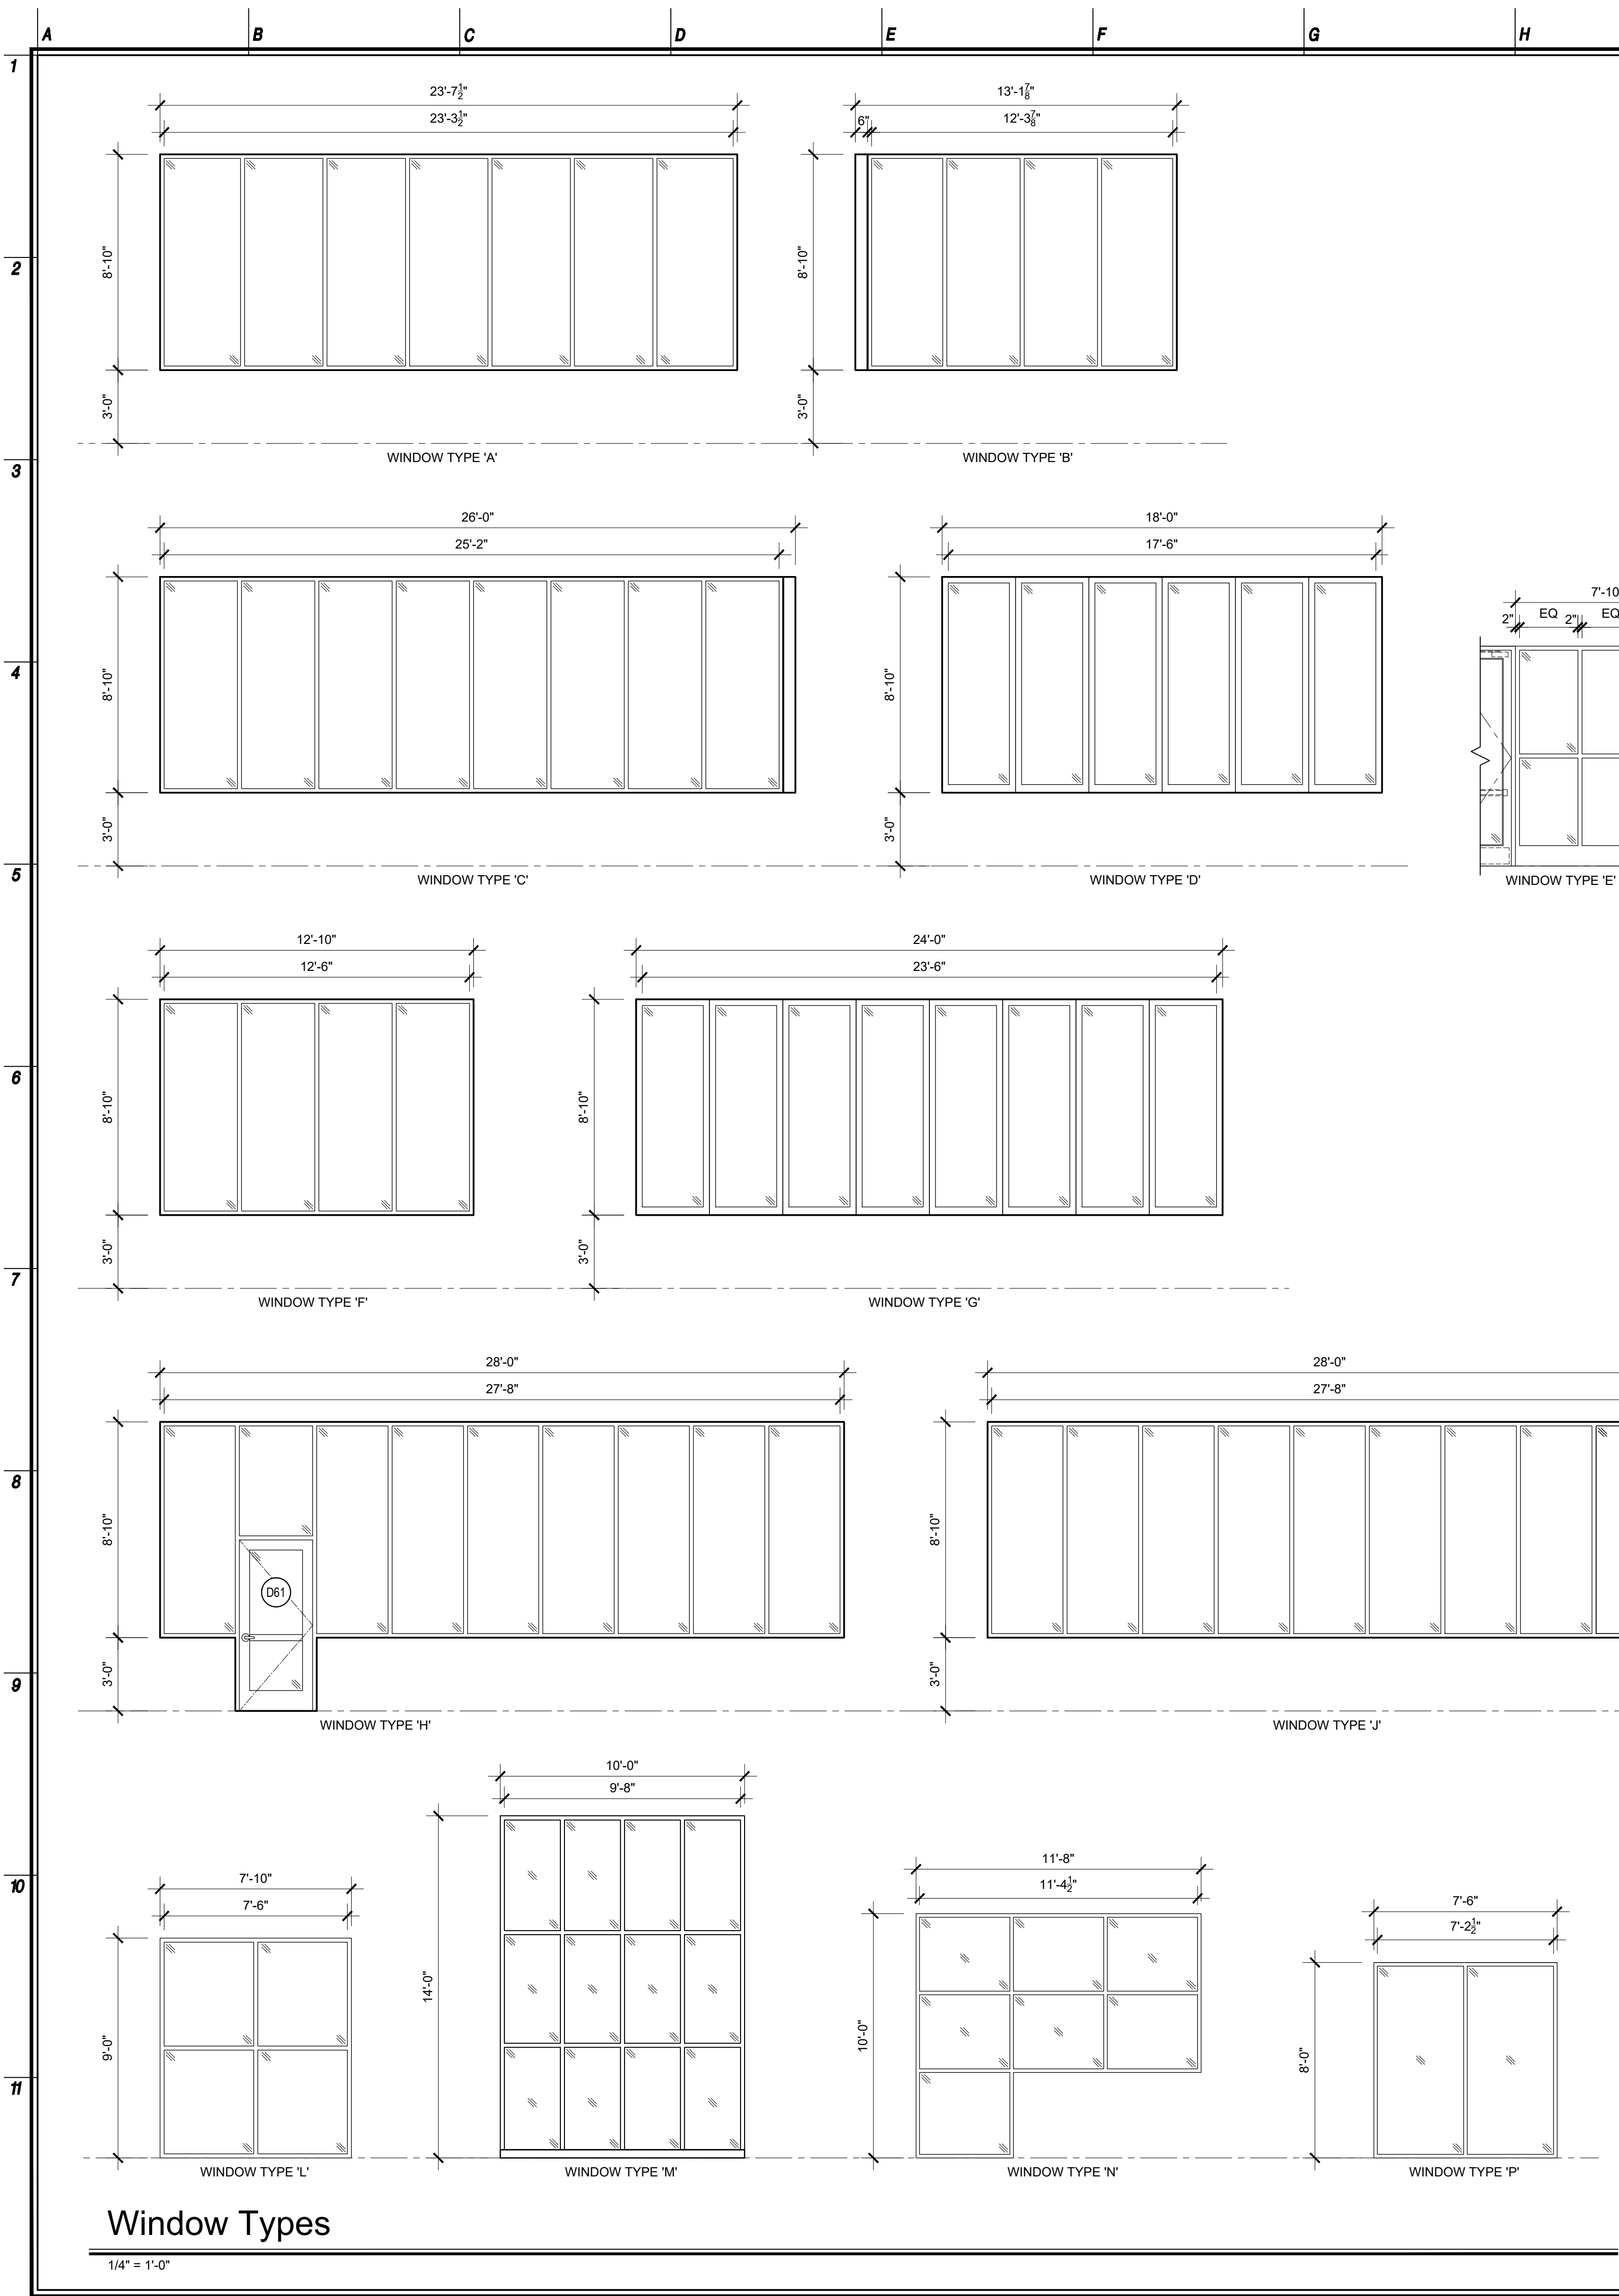 A B C D E F G H
1
23'-7½" 13'-1⅞"
23'-3½" 6" 12'-3⅞"
8'-10" 8'-10"
2
3'-0" 3'-0"
WINDOW TYPE 'A' WINDOW TYPE 'B'
3
26'-0" 18'-0"
25'-2" 17'-6"
7'-10
2" EQ 2" EQ
4
8'-10" 8'-10"
3'-0" 3'-0"
5
WINDOW TYPE 'C' WINDOW TYPE 'D' WINDOW TYPE 'E'
12'-10" 24'-0"
12'-6" 23'-6"
6
8'-10" 8'-10"
3'-0" 3'-0"
7
WINDOW TYPE 'F' WINDOW TYPE 'G'
28'-0" 28'-0"
27'-8" 27'-8"
8
8'-10" 8'-10"
D61
3'-0" 3'-0"
9
WINDOW TYPE 'H' WINDOW TYPE 'J'
10'-0"
9'-8"
11'-8"
7'-10" 11'-4½" 7'-6"
10
7'-6" 7'-2½"
14'-0"
9'-0" 10'-0" 8'-0"
11
WINDOW TYPE 'L' WINDOW TYPE 'M' WINDOW TYPE 'N' WINDOW TYPE 'P'
Window Types
1/4" = 1'-0"